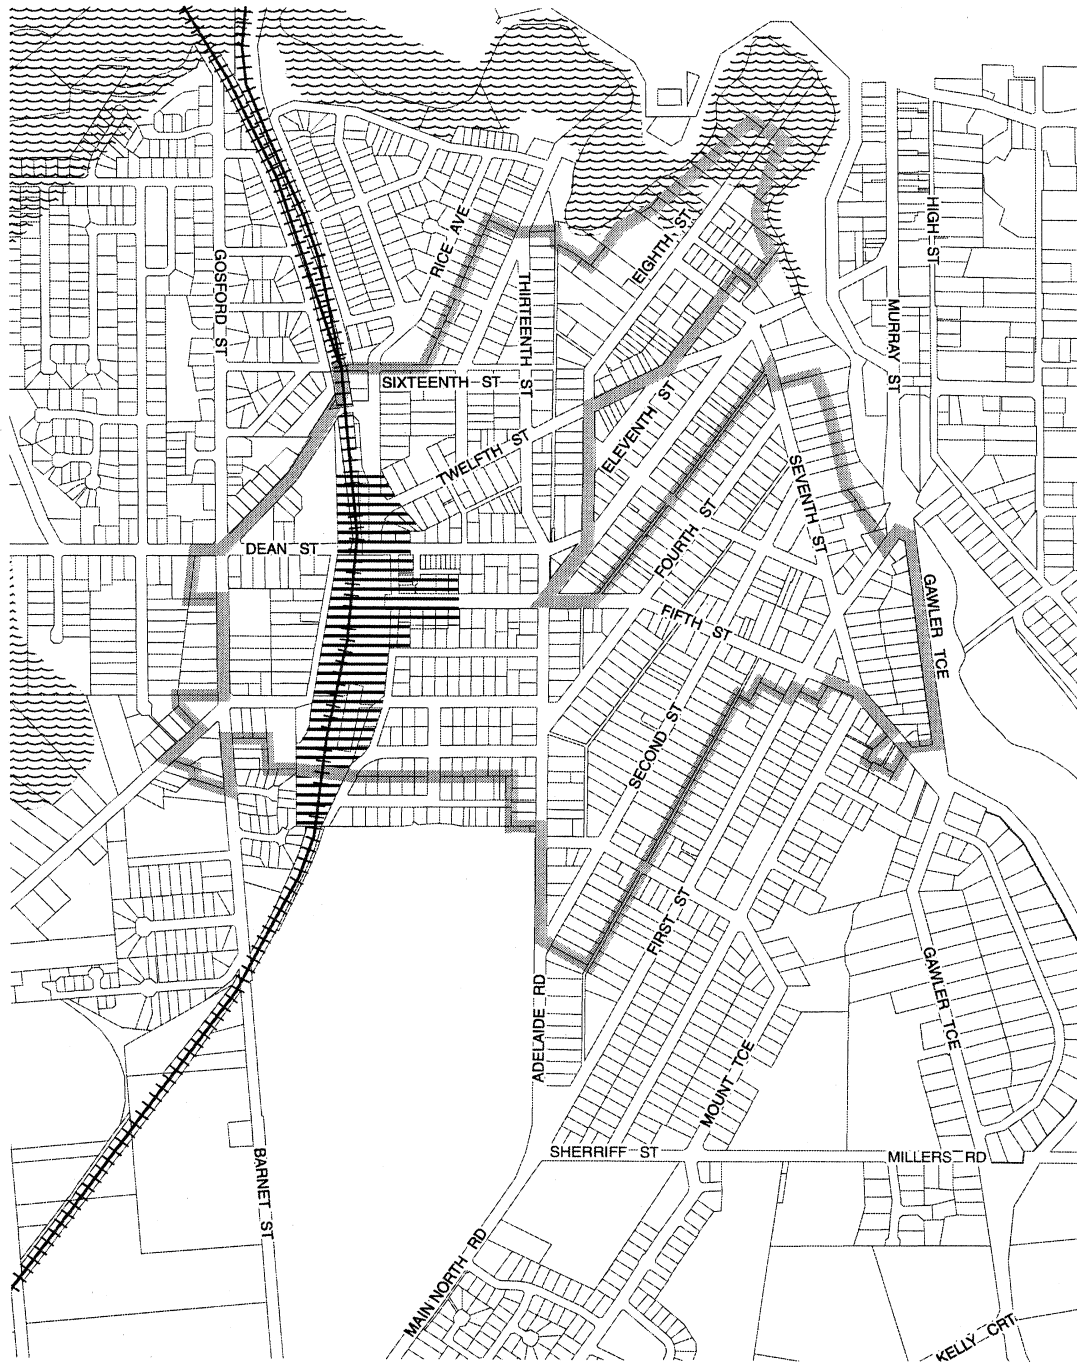 HIGH ST
RICE AVE
EIGHTH ST
GOSFORD ST
THIRTEENTH ST
MURRAY ST
SIXTEENTH ST
ELEVENTH ST
TWELFTH ST
SEVENTH ST
FOURTH ST
DEAN ST
GAWLER TCE
FIFTH ST
SECOND ST
FIRST ST
GAWLER TCE
ADELAIDE RD
MOUNT TCE
SHERRIFF ST
MILLERS RD
BARNET ST
MAIN NORTH RD
KELLY CRT